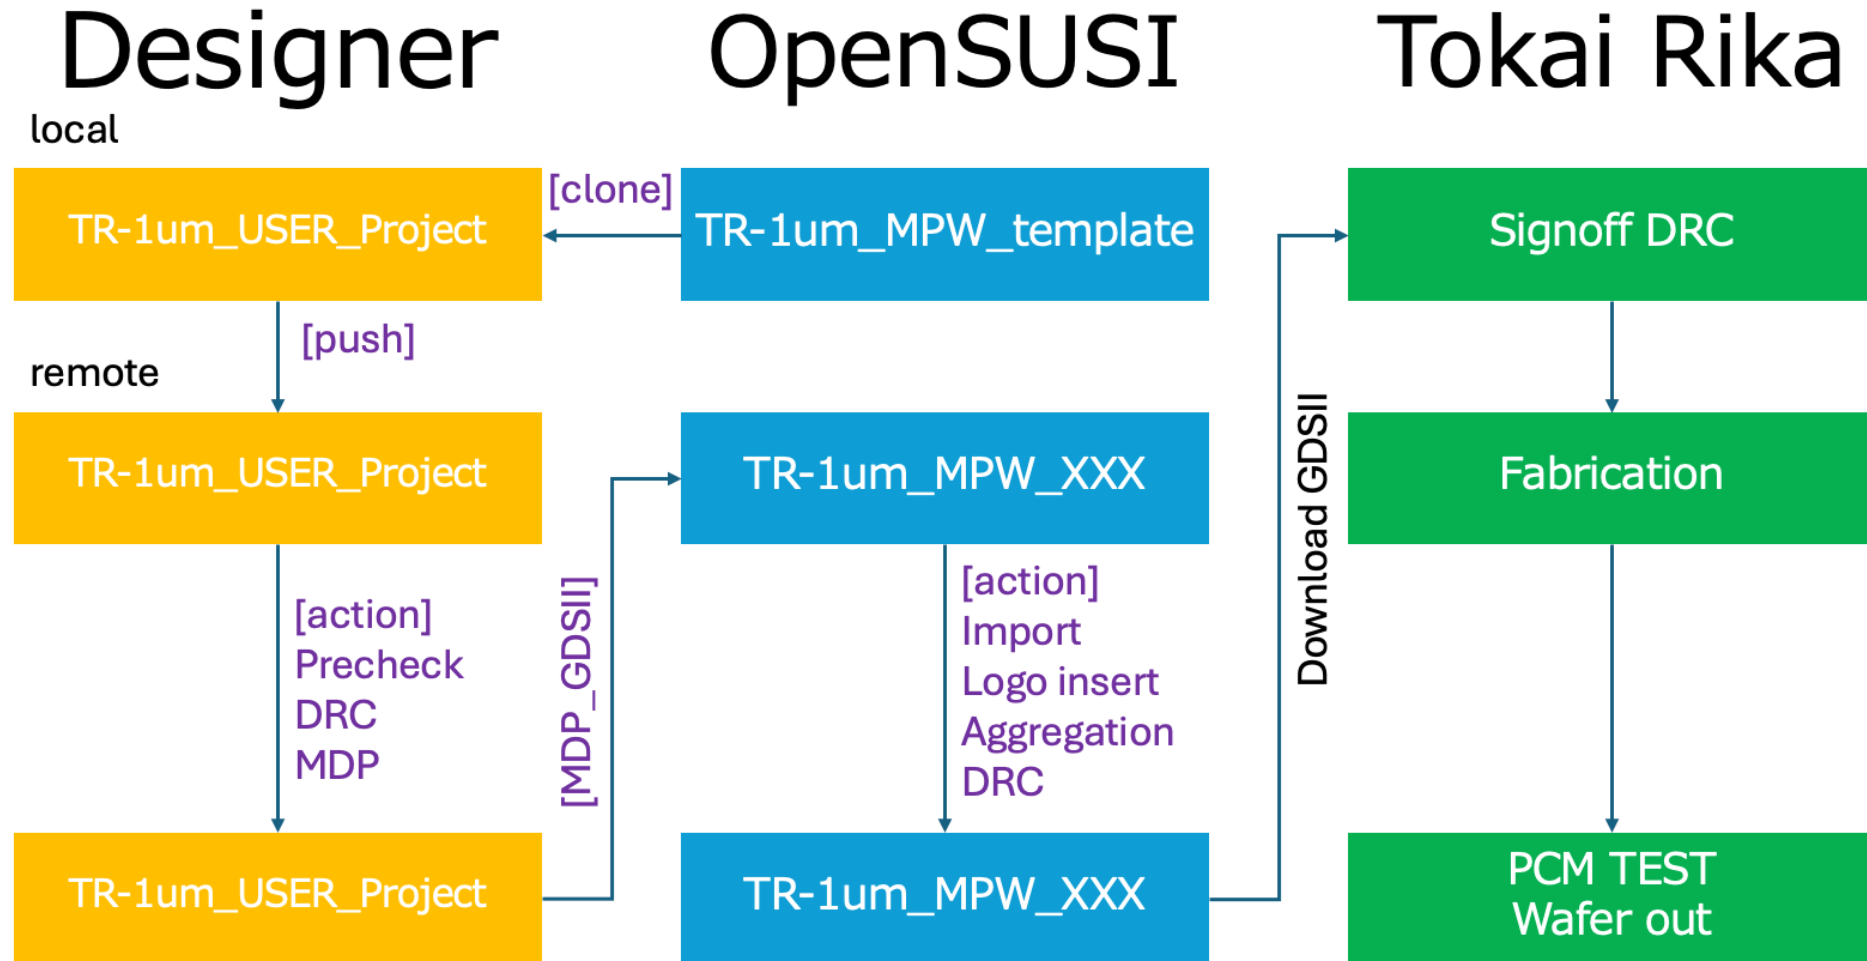 Designer
OpenSUSI
Tokai Rika
local
TR-1um_USER_Project
[clone]
TR-1um_MPW_template
Signoff DRC
[push]
remote
TR-1um_USER_Project
TR-1um_MPW_XXX
Fabrication
[action]
Precheck
DRC
MDP
[MDP_GDSII]
[action]
Import
Logo insert
Aggregation
DRC
Download GDSII
TR-1um_USER_Project
TR-1um_MPW_XXX
PCM TEST
Wafer out